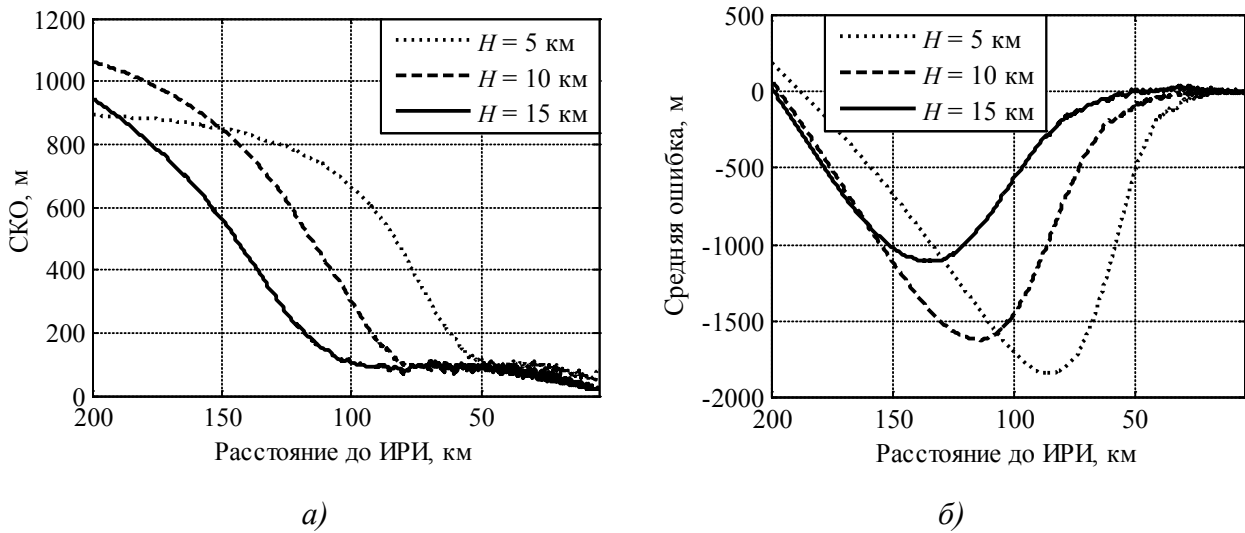 1200
1000
800
600
400
200
0
200
150
100
50
СКО, м
Расстояние до ИРИ, км
H = 5 км
H = 10 км
H = 15 км
а)
500
0
-500
-1000
-1500
-2000
200
150
100
50
Средняя ошибка, м
Расстояние до ИРИ, км
H = 5 км
H = 10 км
H = 15 км
б)